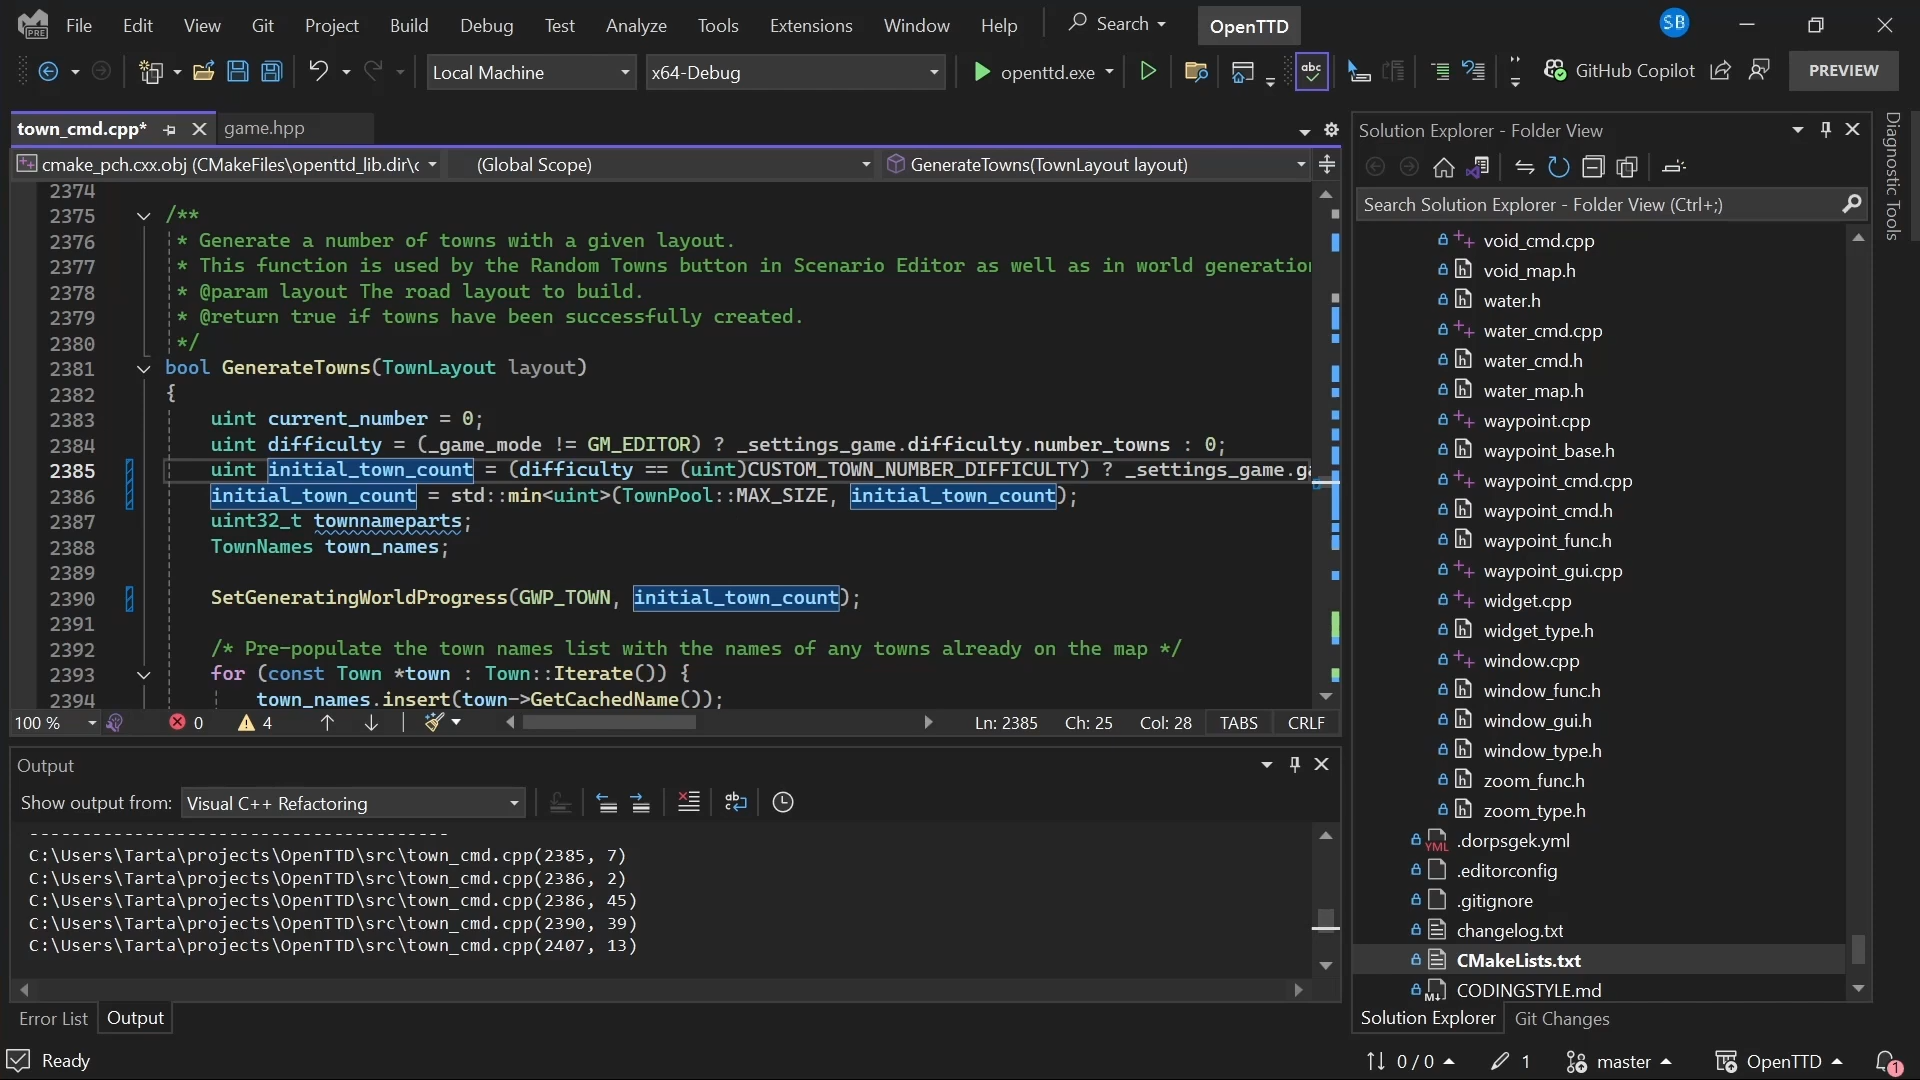 PRE File Edit View Git Project Build Debug Test Analyze Tools Extensions Window Help Search OpenTTD SB
Local Machine x64-Debug openttd.exe abc GitHub Copilot PREVIEW
town_cmd.cpp* game.hpp
cmake_pch.cxx.obj (CMakeFiles\openttd_lib.dir\c (Global Scope) GenerateTowns(TownLayout layout)
2374
2375 /**
2376 * Generate a number of towns with a given layout.
2377 * This function is used by the Random Towns button in Scenario Editor as well as in world generation
2378 * @param layout The road layout to build.
2379 * @return true if towns have been successfully created.
2380 */
2381 bool GenerateTowns(TownLayout layout)
2382 {
2383 uint current_number = 0;
2384 uint difficulty = (_game_mode != GM_EDITOR) ? _settings_game.difficulty.number_towns : 0;
2385 uint initial_town_count = (difficulty == (uint)CUSTOM_TOWN_NUMBER_DIFFICULTY) ? _settings_game.ga
2386 initial_town_count = std::min<uint>(TownPool::MAX_SIZE, initial_town_count);
2387 uint32_t townnameparts;
2388 TownNames town_names;
2389
2390 SetGeneratingWorldProgress(GWP_TOWN, initial_town_count);
2391
2392 /* Pre-populate the town names list with the names of any towns already on the map */
2393 for (const Town *town : Town::Iterate()) {
2394 town_names.insert(town->GetCachedName());
100 % 0 4 Ln: 2385 Ch: 25 Col: 28 TABS CRLF
Output
Show output from: Visual C++ Refactoring
----------------------------------------
C:\Users\Tarta\projects\OpenTTD\src\town_cmd.cpp(2385, 7)
C:\Users\Tarta\projects\OpenTTD\src\town_cmd.cpp(2386, 2)
C:\Users\Tarta\projects\OpenTTD\src\town_cmd.cpp(2386, 45)
C:\Users\Tarta\projects\OpenTTD\src\town_cmd.cpp(2390, 39)
C:\Users\Tarta\projects\OpenTTD\src\town_cmd.cpp(2407, 13)
Error List Output
Solution Explorer - Folder View
Search Solution Explorer - Folder View (Ctrl+;)
void_cmd.cpp
void_map.h
water.h
water_cmd.cpp
water_cmd.h
water_map.h
waypoint.cpp
waypoint_base.h
waypoint_cmd.cpp
waypoint_cmd.h
waypoint_func.h
waypoint_gui.cpp
widget.cpp
widget_type.h
window.cpp
window_func.h
window_gui.h
window_type.h
zoom_func.h
zoom_type.h
YML .dorpsgek.yml
.editorconfig
.gitignore
changelog.txt
CMakeLists.txt
M↓ CODINGSTYLE.md
Solution Explorer Git Changes
Diagnostic Tools
Ready 0 / 0 1 master OpenTTD 1